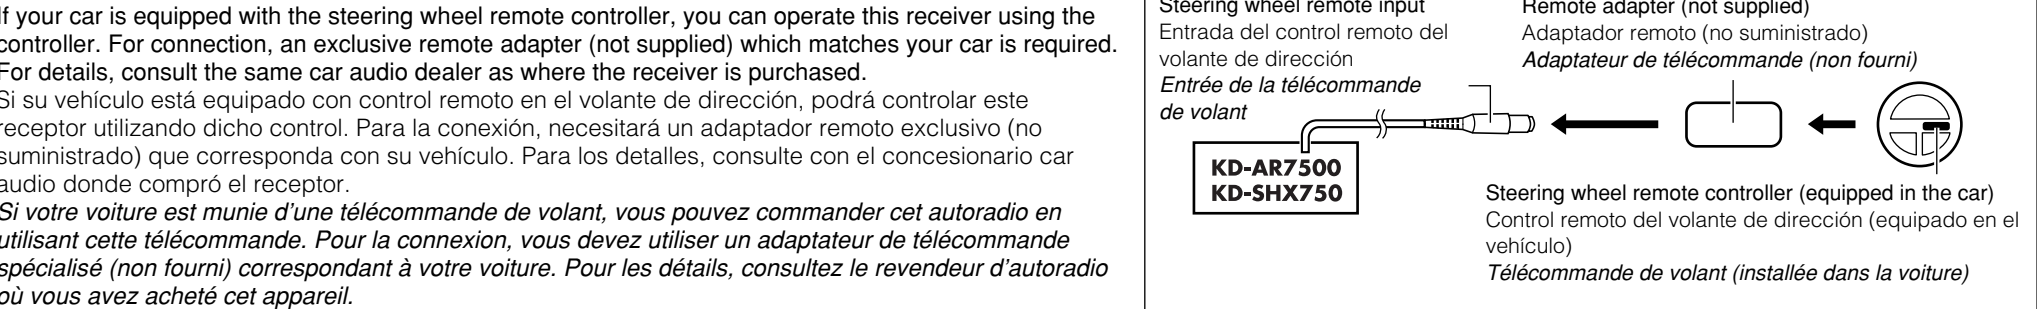 If your car is equipped with the steering wheel remote controller, you can operate this receiver using the
controller. For connection, an exclusive remote adapter (not supplied) which matches your car is required.
For details, consult the same car audio dealer as where the receiver is purchased.
Si su vehículo está equipado con control remoto en el volante de dirección, podrá controlar este
receptor utilizando dicho control. Para la conexión, necesitará un adaptador remoto exclusivo (no
suministrado) que corresponda con su vehículo. Para los detalles, consulte con el concesionario car
audio donde compró el receptor.
Si votre voiture est munie d’une télécommande de volant, vous pouvez commander cet autoradio en
utilisant cette télécommande. Pour la connexion, vous devez utiliser un adaptateur de télécommande
spécialisé (non fourni) correspondant à votre voiture. Pour les détails, consultez le revendeur d’autoradio
où vous avez acheté cet appareil.
Steering wheel remote input
Entrada del control remoto del
volante de dirección
Entrée de la télécommande
de volant
Remote adapter (not supplied)
Adaptador remoto (no suministrado)
Adaptateur de télécommande (non fourni)
KD-AR7500
KD-SHX750
Steering wheel remote controller (equipped in the car)
Control remoto del volante de dirección (equipado en el
vehículo)
Télécommande de volant (installée dans la voiture)